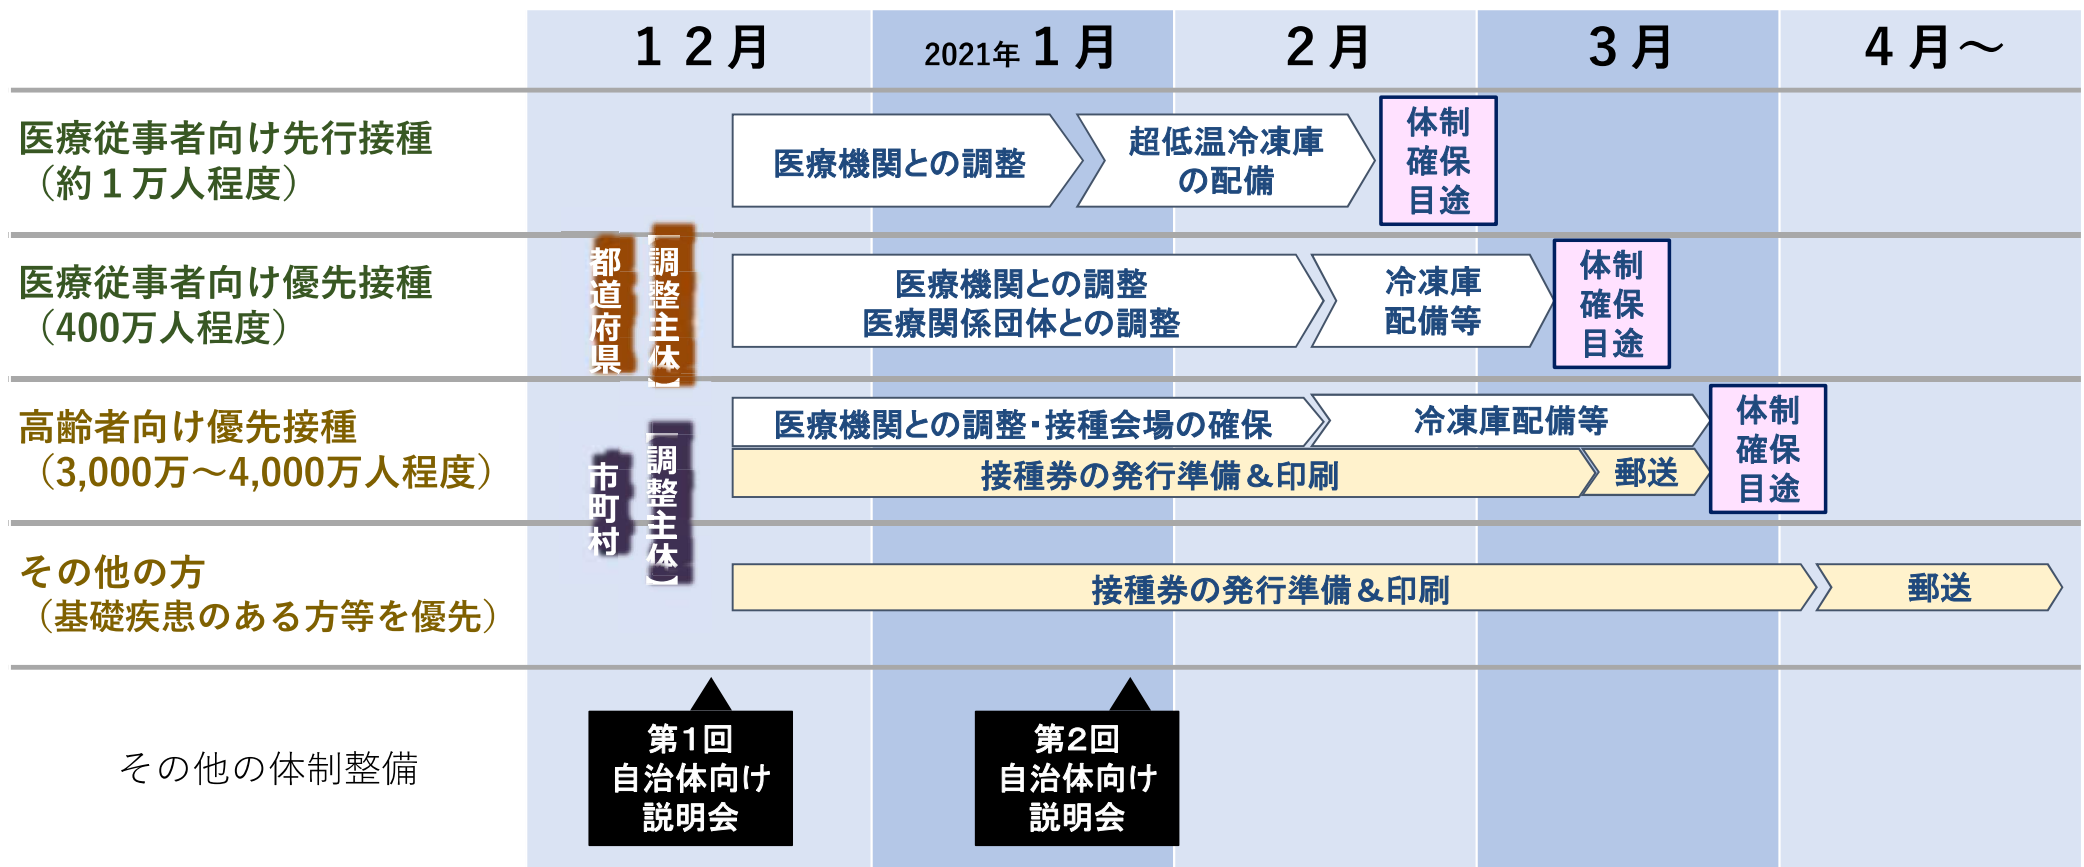 １２月
2021年１月
２月
３月
４月～
医療従事者向け先行接種
（約１万人程度）
医療機関との調整
超低温冷凍庫
の配備
体制
確保
目途
医療従事者向け優先接種
（400万人程度）
【調整主体】
都道府県
医療機関との調整
医療関係団体との調整
冷凍庫
配備等
体制
確保
目途
高齢者向け優先接種
（3,000万～4,000万人程度）
【調整主体】
市町村
医療機関との調整・接種会場の確保
冷凍庫配備等
接種券の発行準備＆印刷
郵送
体制
確保
目途
その他の方
（基礎疾患のある方等を優先）
接種券の発行準備＆印刷
郵送
その他の体制整備
第１回
自治体向け
説明会
第２回
自治体向け
説明会